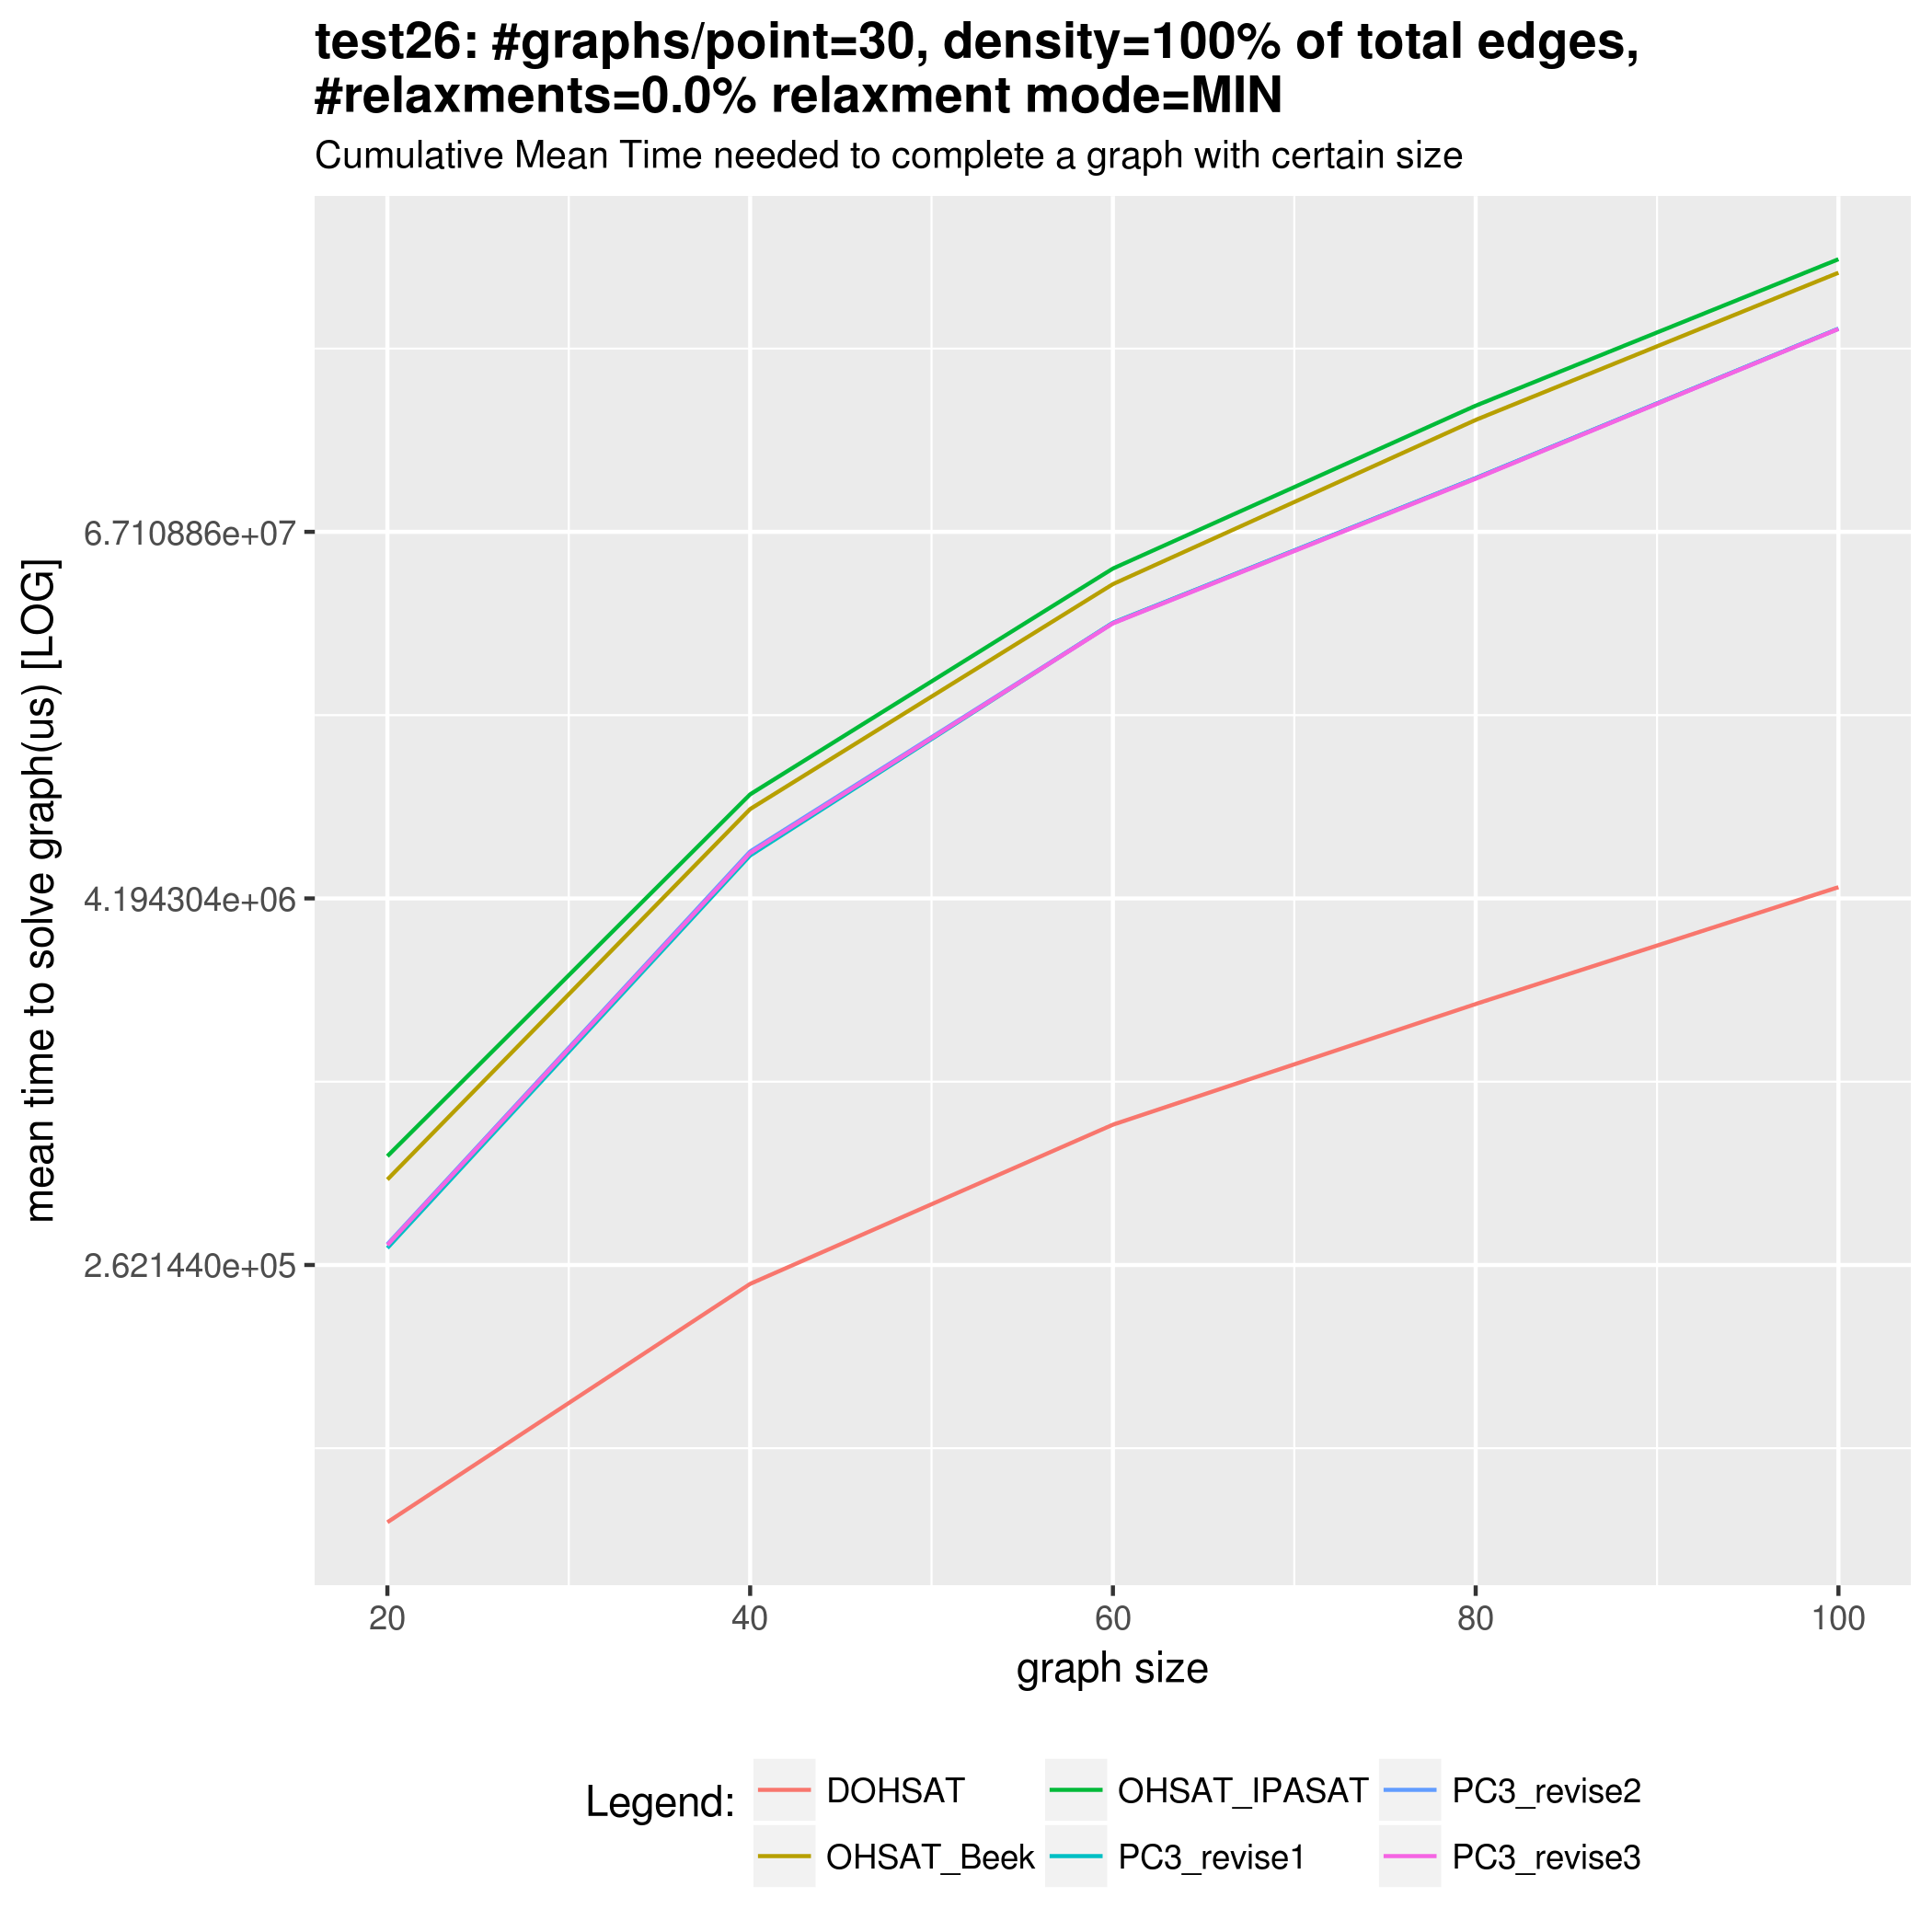 test26: #graphs/point=30, density=100% of total edges,
#relaxments=0.0% relaxment mode=MIN
Cumulative Mean Time needed to complete a graph with certain size
mean time to solve graph(us) [LOG]
6.710886e+07
4.194304e+06
2.621440e+05
20 40 60 80 100
graph size
Legend:
DOHSAT OHSAT_IPASAT PC3_revise2
OHSAT_Beek PC3_revise1 PC3_revise3